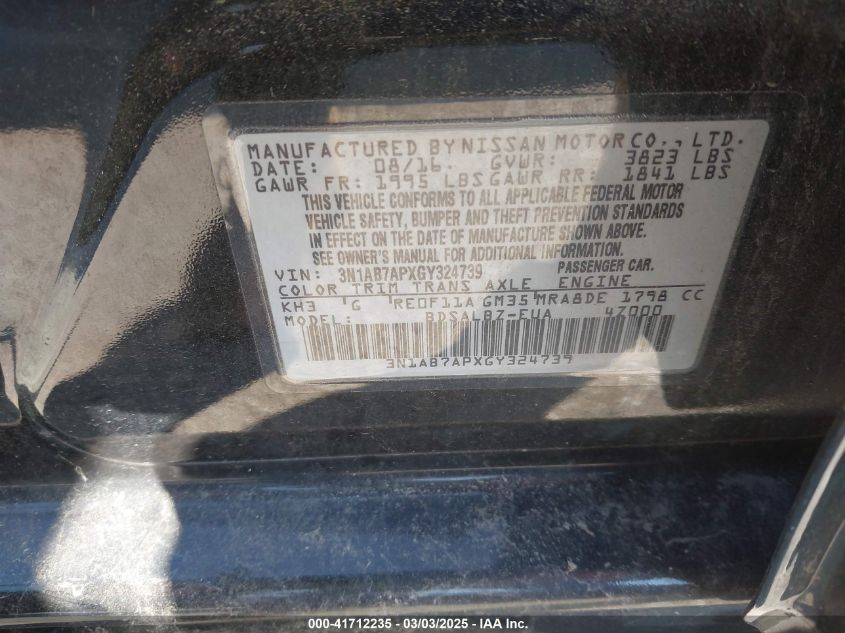 MANUFACTURED BY NISSAN MOTOR CO., LTD.
DATE: 08/16. GVWR: 3823 LBS
GAWR FR: 1995 LBS GAWR RR: 1841 LBS
THIS VEHICLE CONFORMS TO ALL APPLICABLE FEDERAL MOTOR
VEHICLE SAFETY, BUMPER AND THEFT PREVENTION STANDARDS
IN EFFECT ON THE DATE OF MANUFACTURE SHOWN ABOVE.
SEE OWNER'S MANUAL FOR ADDITIONAL INFORMATION.
VIN: 3N1AB7APXGY324739 PASSENGER CAR.
COLOR TRIM TRANS AXLE ENGINE
KH3 'G RE0F11A GM35 MRA8DE 1798 CC
MODEL: BDSALBZ-EUA 47000
3N1AB7APXGY324739
000-41712235 - 03/03/2025 - IAA Inc.